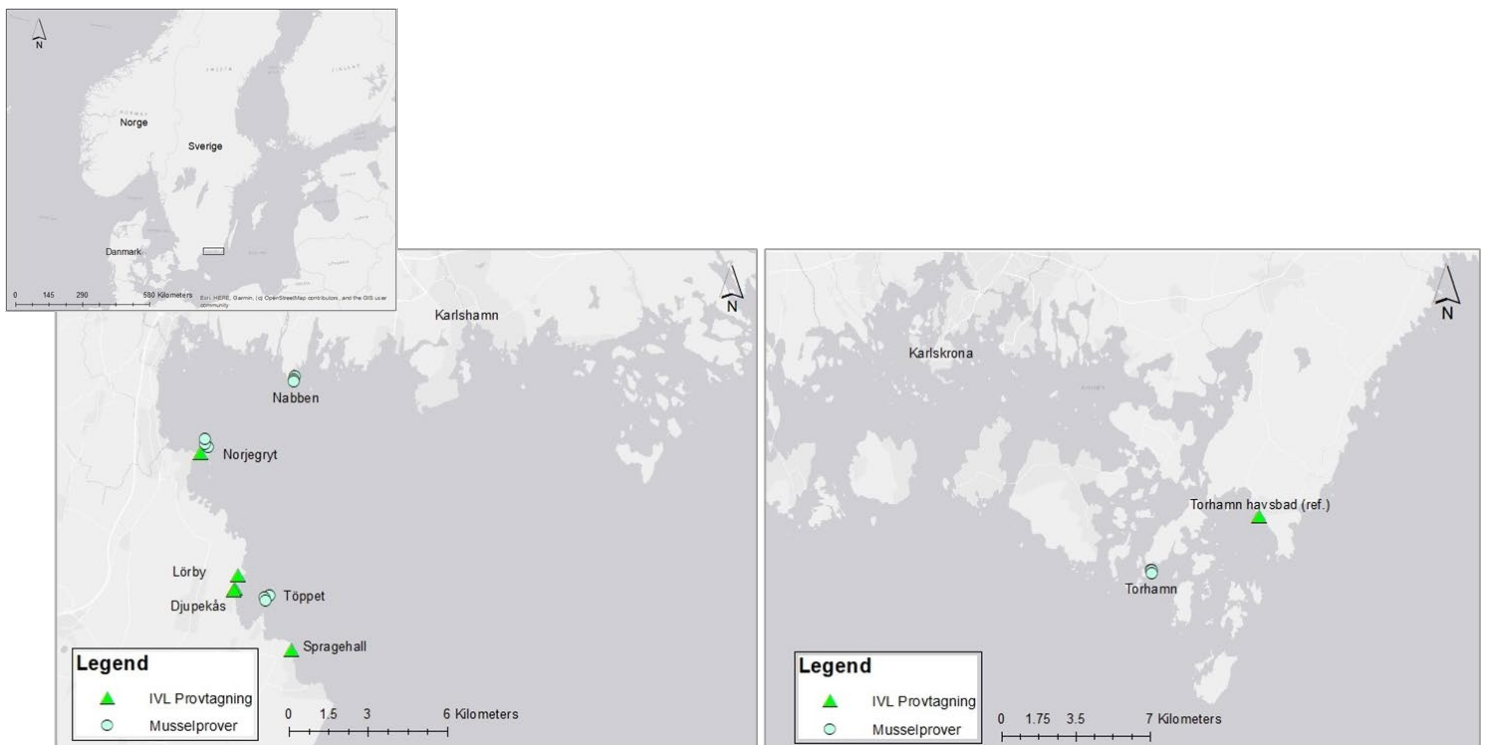 N
SWEIA
NORWAY
Norge
Sverige
Danmark
0 145 290 580 Kilometers
Esri, HERE, Garmin, (c) OpenStreetMap contributors, and the GIS user
community
N
Karlshamn
Nabben
Norjegryt
Lörby
Djupekås
Töppet
Spragehall
Legend
IVL Provtagning
Musselprover
0 1.5 3 6 Kilometers
N
Karlskrona
Torhamn havsbad (ref.)
Torhamn
Legend
IVL Provtagning
Musselprover
0 1.75 3.5 7 Kilometers